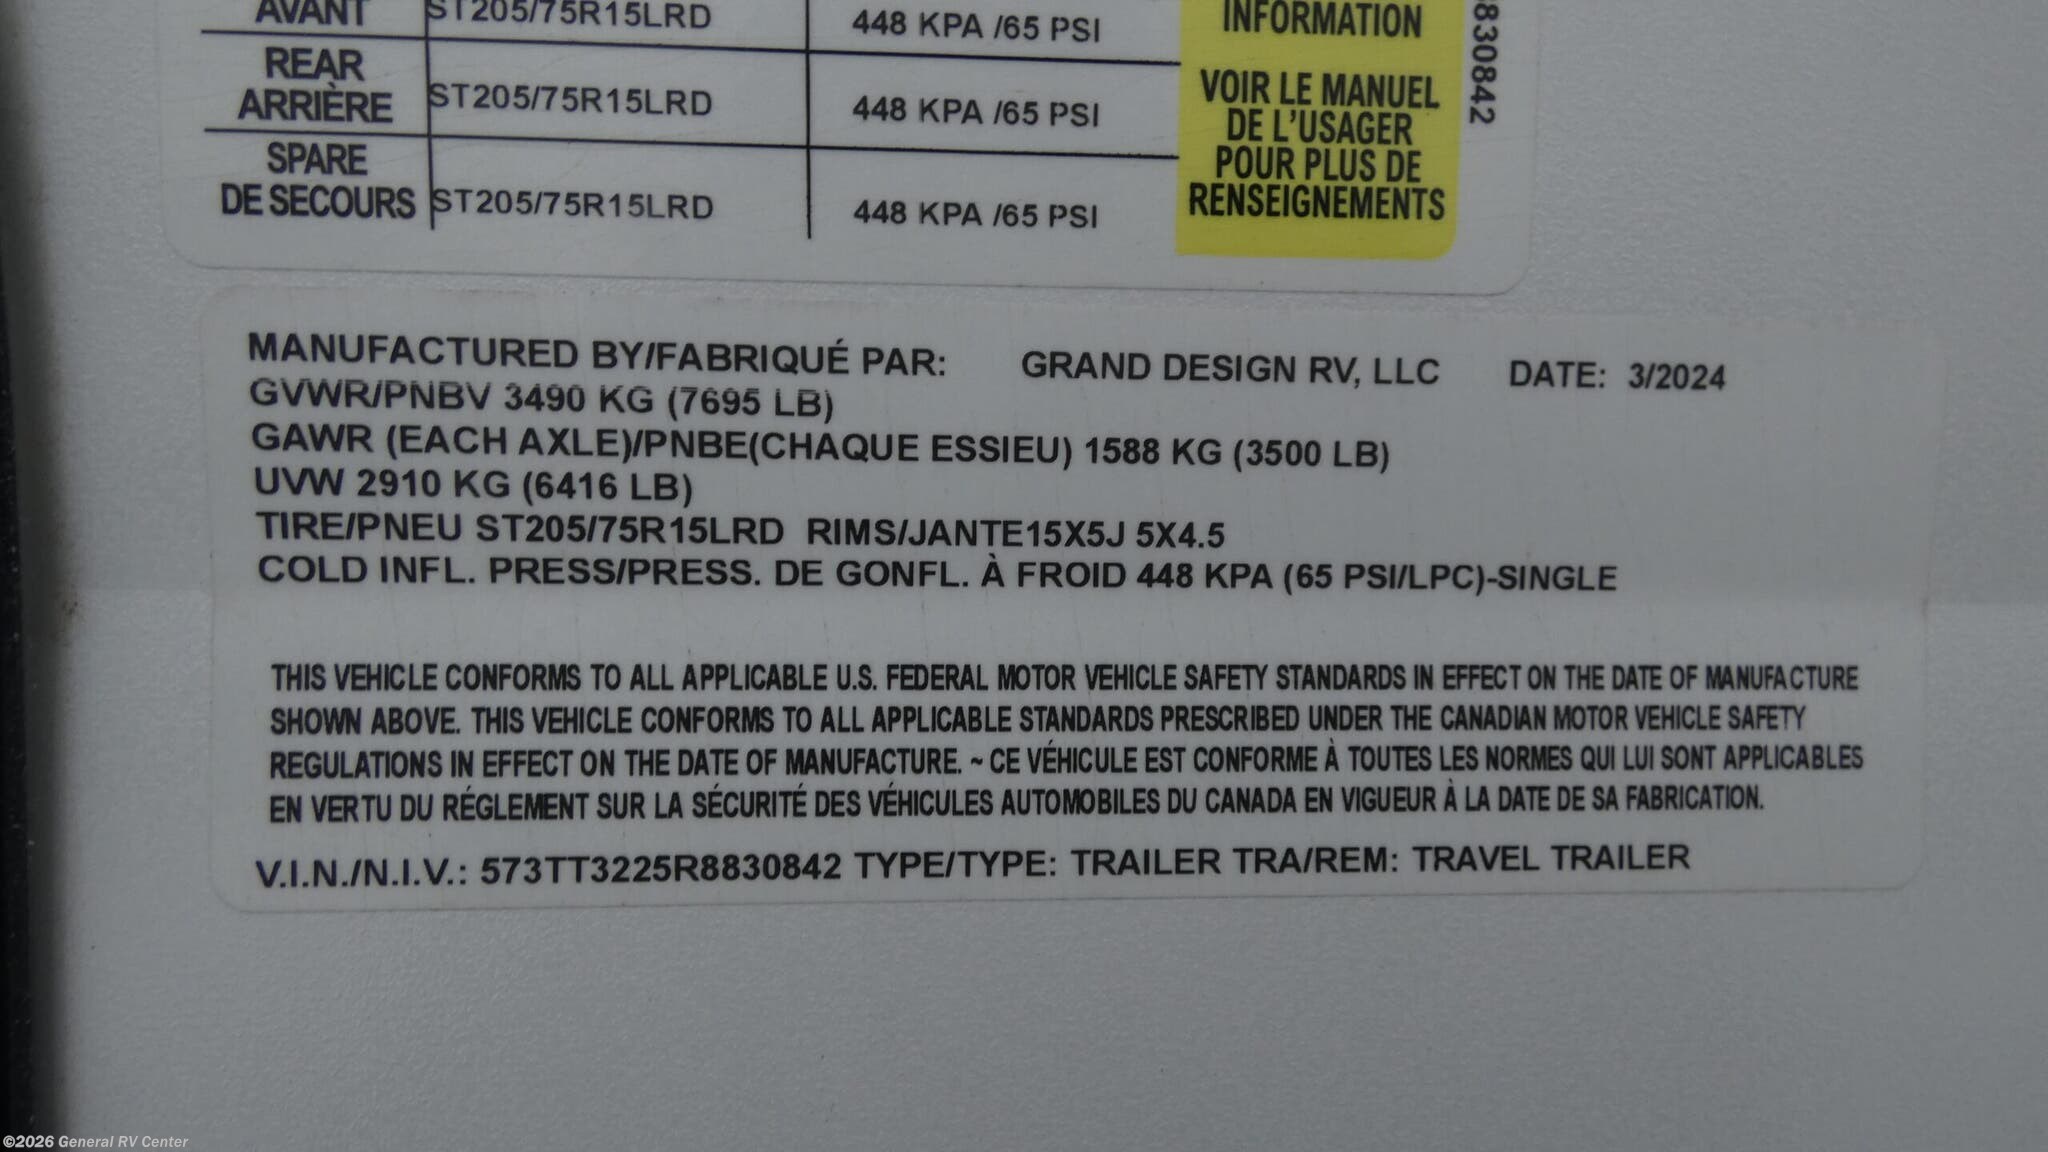 AVANT ST205/75R15LRD 448 KPA /65 PSI
REAR
ARRIÈRE ST205/75R15LRD 448 KPA /65 PSI
SPARE
DE SECOURS ST205/75R15LRD 448 KPA /65 PSI
INFORMATION
VOIR LE MANUEL
DE L'USAGER
POUR PLUS DE
RENSEIGNEMENTS
8830842
MANUFACTURED BY/FABRIQUÉ PAR: GRAND DESIGN RV, LLC DATE: 3/2024
GVWR/PNBV 3490 KG (7695 LB)
GAWR (EACH AXLE)/PNBE(CHAQUE ESSIEU) 1588 KG (3500 LB)
UVW 2910 KG (6416 LB)
TIRE/PNEU ST205/75R15LRD RIMS/JANTE15X5J 5X4.5
COLD INFL. PRESS/PRESS. DE GONFL. À FROID 448 KPA (65 PSI/LPC)-SINGLE
THIS VEHICLE CONFORMS TO ALL APPLICABLE U.S. FEDERAL MOTOR VEHICLE SAFETY STANDARDS IN EFFECT ON THE DATE OF MANUFACTURE
SHOWN ABOVE. THIS VEHICLE CONFORMS TO ALL APPLICABLE STANDARDS PRESCRIBED UNDER THE CANADIAN MOTOR VEHICLE SAFETY
REGULATIONS IN EFFECT ON THE DATE OF MANUFACTURE. ~ CE VÉHICULE EST CONFORME À TOUTES LES NORMES QUI LUI SONT APPLICABLES
EN VERTU DU RÉGLEMENT SUR LA SÉCURITÉ DES VÉHICULES AUTOMOBILES DU CANADA EN VIGUEUR À LA DATE DE SA FABRICATION.
V.I.N./N.I.V.: 573TT3225R8830842 TYPE/TYPE: TRAILER TRA/REM: TRAVEL TRAILER
©2026 General RV Center